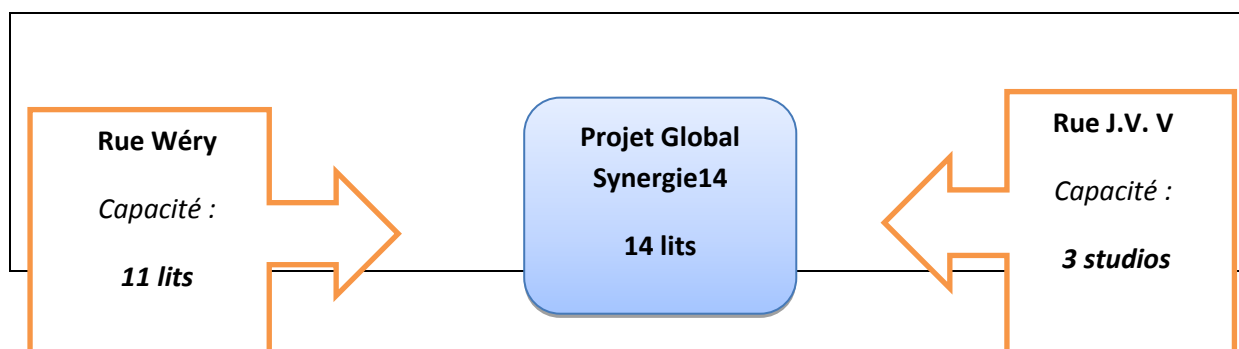 Rue Wéry
Capacité :
11 lits
Projet Global
Synergie14
14 lits
Rue J.V. V
Capacité :
3 studios